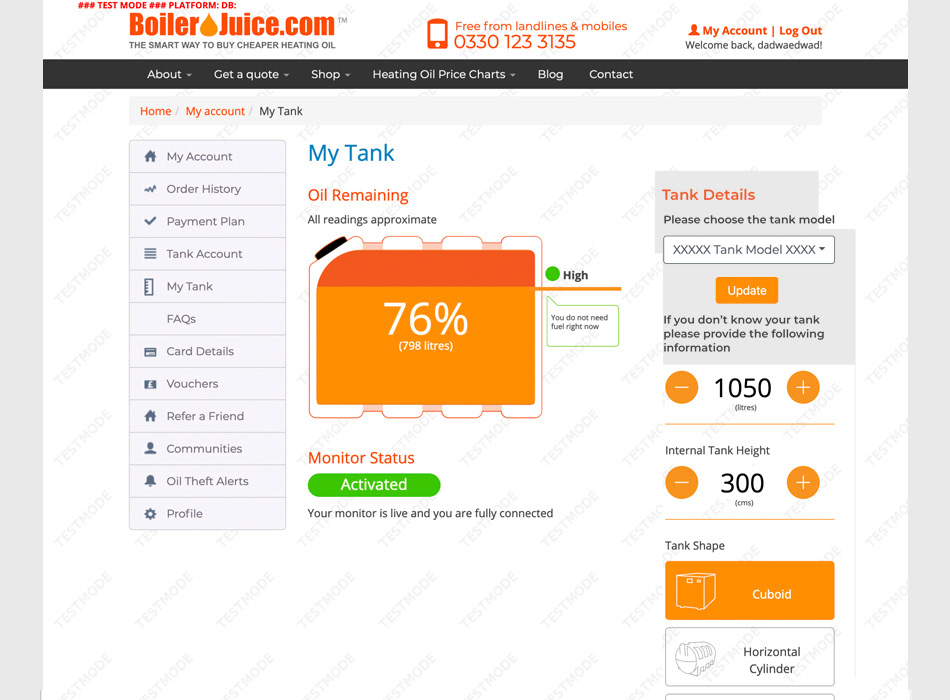 ### TEST MODE ### PLATFORM: DB:
BoilerJuice.com TM
THE SMART WAY TO BUY CHEAPER HEATING OIL
Free from landlines & mobiles
0330 123 3135
My Account | Log Out
Welcome back, dadwaedwad!
About Get a quote Shop Heating Oil Price Charts Blog Contact
Home / My account / My Tank
My Account
Order History
Payment Plan
Tank Account
My Tank
FAQs
Card Details
Vouchers
Refer a Friend
Communities
Oil Theft Alerts
Profile
My Tank
Oil Remaining
All readings approximate
76%
(798 litres)
High
You do not need
fuel right now
Monitor Status
Activated
Your monitor is live and you are fully connected
Tank Details
Please choose the tank model
XXXXX Tank Model XXXX
Update
If you don't know your tank
please provide the following
information
1050
(litres)
Internal Tank Height
300
(cms)
Tank Shape
Cuboid
Horizontal
Cylinder
TESTMODE